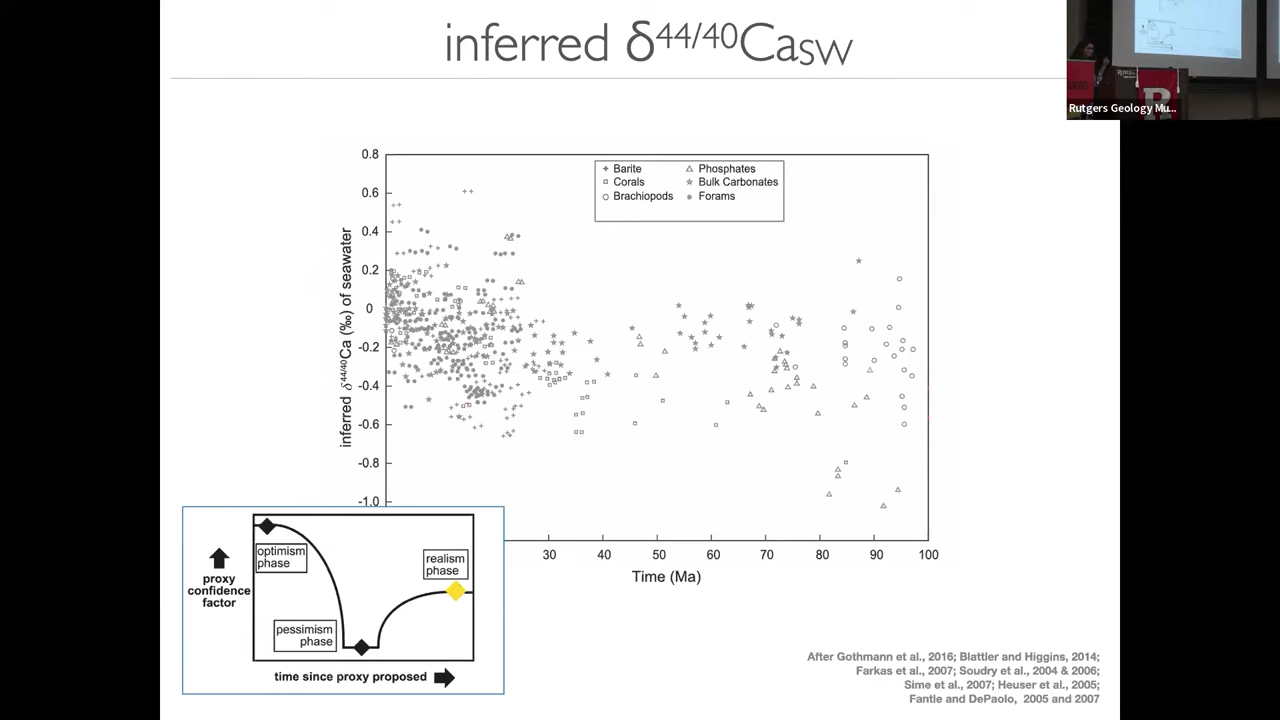 inferred δ44/40Casw
Rutgers Geology Mu...
0.8
0.6
0.4
0.2
0
-0.2
-0.4
-0.6
-0.8
-1.0
inferred δ44/40Ca (‰) of seawater
Barite
Corals
Brachiopods
Phosphates
Bulk Carbonates
Forams
30 40 50 60 70 80 90 100
Time (Ma)
proxy
confidence
factor
optimism
phase
pessimism
phase
realism
phase
time since proxy proposed
After Gothmann et al., 2016; Blattler and Higgins, 2014;
Farkas et al., 2007; Soudry et al., 2004 & 2006;
Sime et al., 2007; Heuser et al., 2005;
Fantle and DePaolo, 2005 and 2007